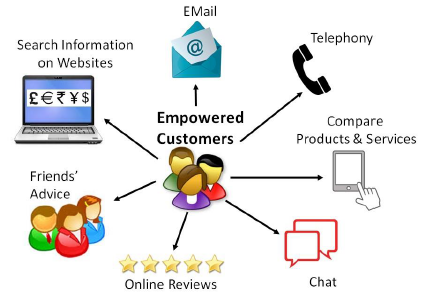 EMail
Search Information
on Websites
Telephony
£€₹¥$
@
Empowered
Customers
Compare
Products & Services
Friends'
Advice
Online Reviews
Chat